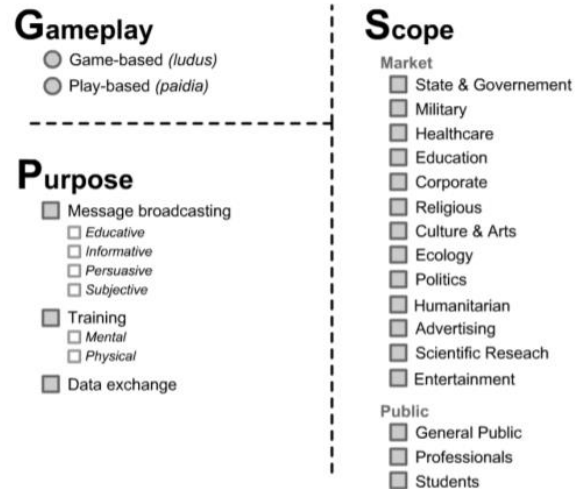 Gameplay
Game-based (ludus)
Play-based (paidia)
Purpose
Message broadcasting
Educative
Informative
Persuasive
Subjective
Training
Mental
Physical
Data exchange
Scope
Market
State & Governement
Military
Healthcare
Education
Corporate
Religious
Culture & Arts
Ecology
Politics
Humanitarian
Advertising
Scientific Reseach
Entertainment
Public
General Public
Professionals
Students